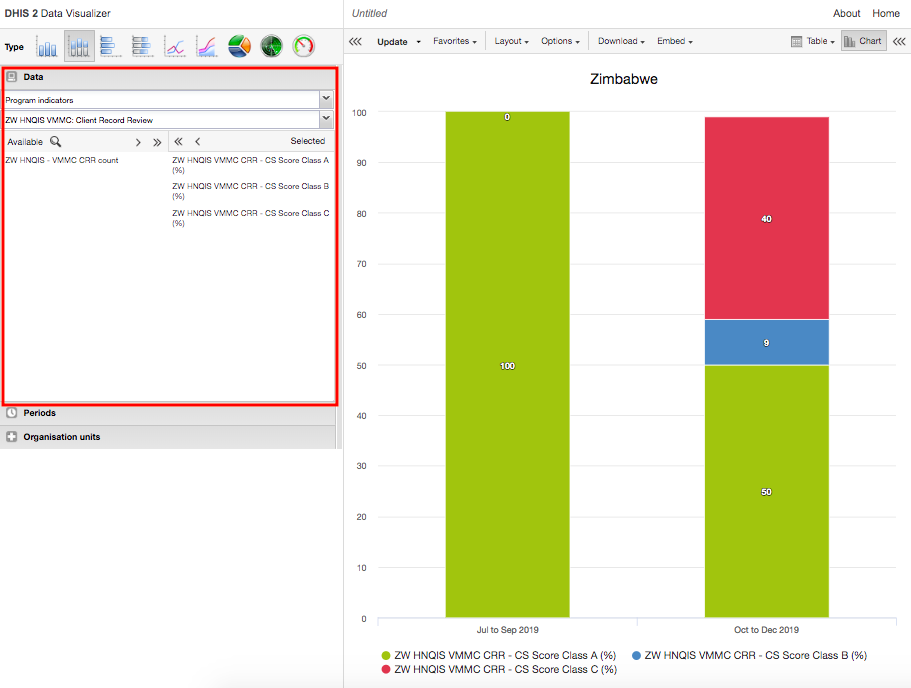 DHIS 2 Data Visualizer
Untitled
About Home
Type
Update Favorites Layout Options Download Embed Table Chart
Data
Program indicators
ZW HNQIS VMMC: Client Record Review
Available Selected
ZW HNQIS - VMMC CRR count
ZW HNQIS VMMC CRR - CS Score Class A
(%)
ZW HNQIS VMMC CRR - CS Score Class B
(%)
ZW HNQIS VMMC CRR - CS Score Class C
(%)
Periods
Organisation units
Zimbabwe
100
90
80
70
60
50
40
30
20
10
0
0
100
40
9
50
Jul to Sep 2019
Oct to Dec 2019
ZW HNQIS VMMC CRR - CS Score Class A (%)
ZW HNQIS VMMC CRR - CS Score Class B (%)
ZW HNQIS VMMC CRR - CS Score Class C (%)